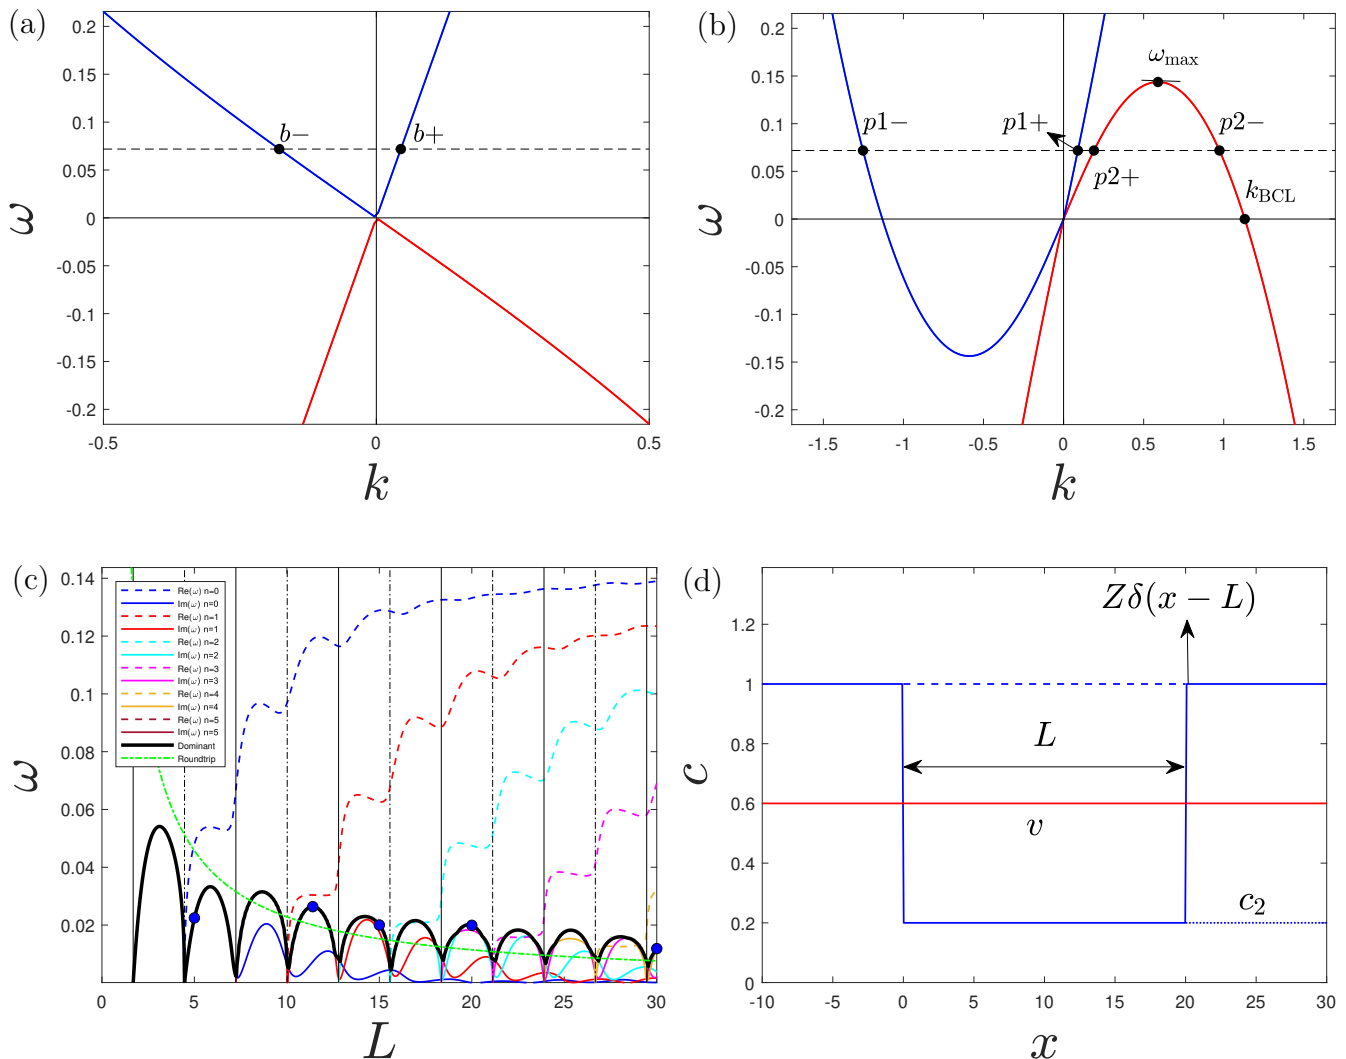 (a)
0.2
0.15
0.1
0.05
0
-0.05
-0.1
-0.15
-0.2
-0.5
0
0.5
b−
b+
ω
k
(b)
0.2
0.15
0.1
0.05
0
-0.05
-0.1
-0.15
-0.2
-1.5
-1
-0.5
0
0.5
1
1.5
ω_max
p1−
p1+
p2−
p2+
k_BCL
ω
k
(c)
0.14
0.12
0.1
0.08
0.06
0.04
0.02
0
5
10
15
20
25
30
Re(ω) n=0
Im(ω) n=0
Re(ω) n=1
Im(ω) n=1
Re(ω) n=2
Im(ω) n=2
Re(ω) n=3
Im(ω) n=3
Re(ω) n=4
Im(ω) n=4
Re(ω) n=5
Im(ω) n=5
Dominant
Roundtrip
ω
L
(d)
1.2
1
0.8
0.6
0.4
0.2
0
-10
-5
0
5
10
15
20
25
30
Zδ(x − L)
L
v
c₂
c
x